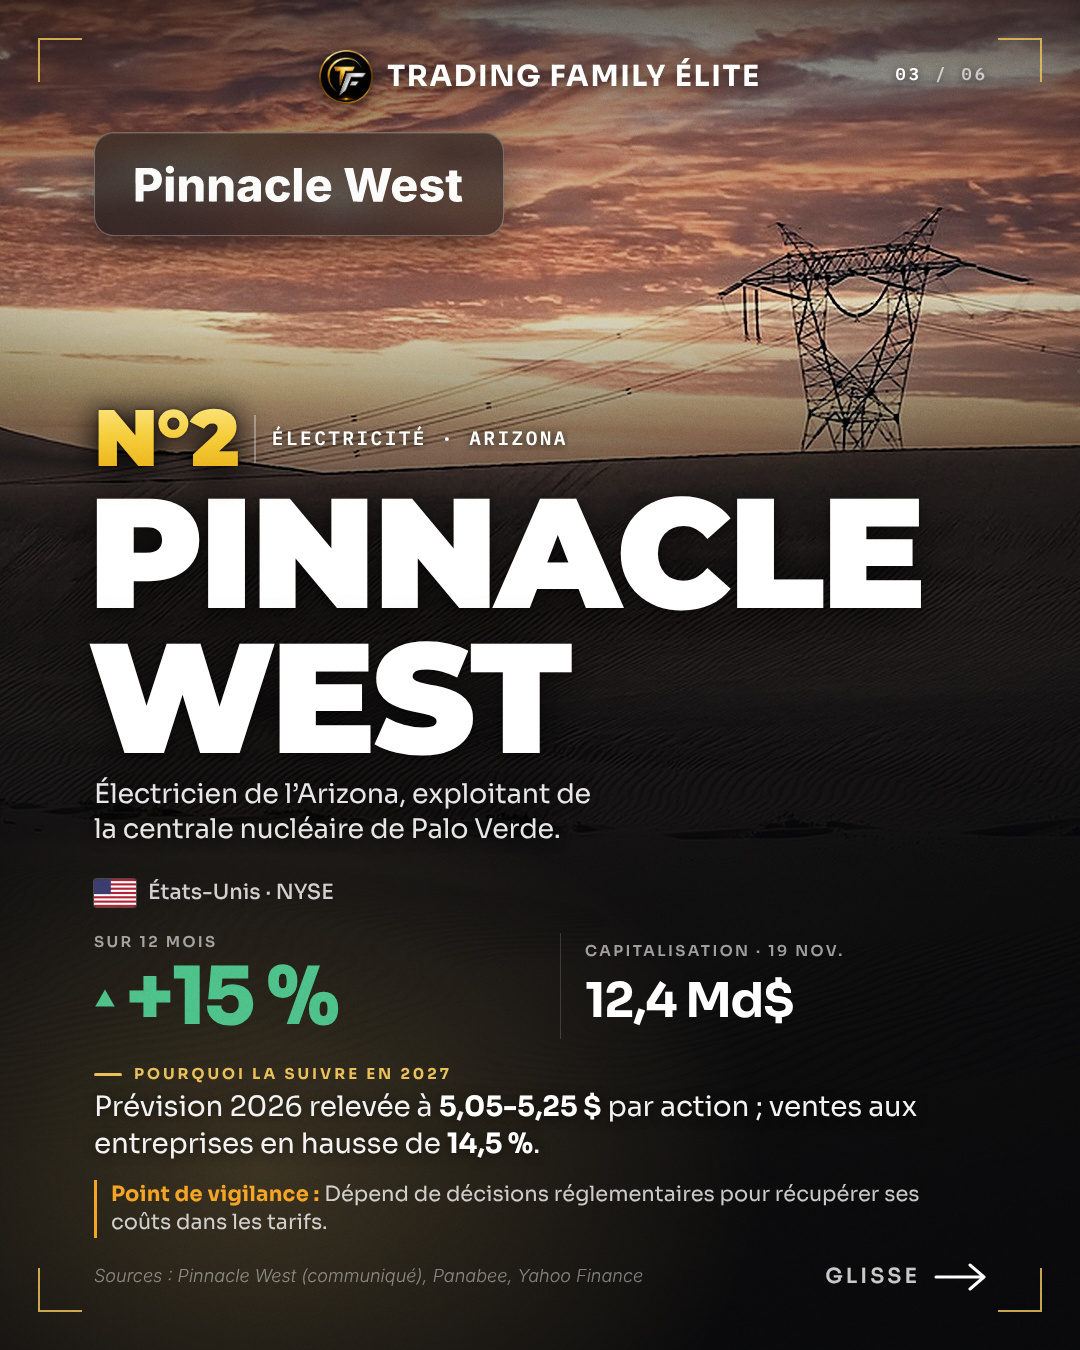 TF TRADING FAMILY ÉLITE
03 / 06
Pinnacle West
N°2
ÉLECTRICITÉ · ARIZONA
PINNACLE
WEST
Électricien de l’Arizona, exploitant de
la centrale nucléaire de Palo Verde.
États-Unis · NYSE
SUR 12 MOIS
▲ +15 %
CAPITALISATION · 19 NOV.
12,4 Md$
POURQUOI LA SUIVRE EN 2027
Prévision 2026 relevée à 5,05–5,25 $ par action ; ventes aux
entreprises en hausse de 14,5 %.
Point de vigilance : Dépend de décisions réglementaires pour récupérer ses
coûts dans les tarifs.
Sources : Pinnacle West (communiqué), Panabee, Yahoo Finance
GLISSE →